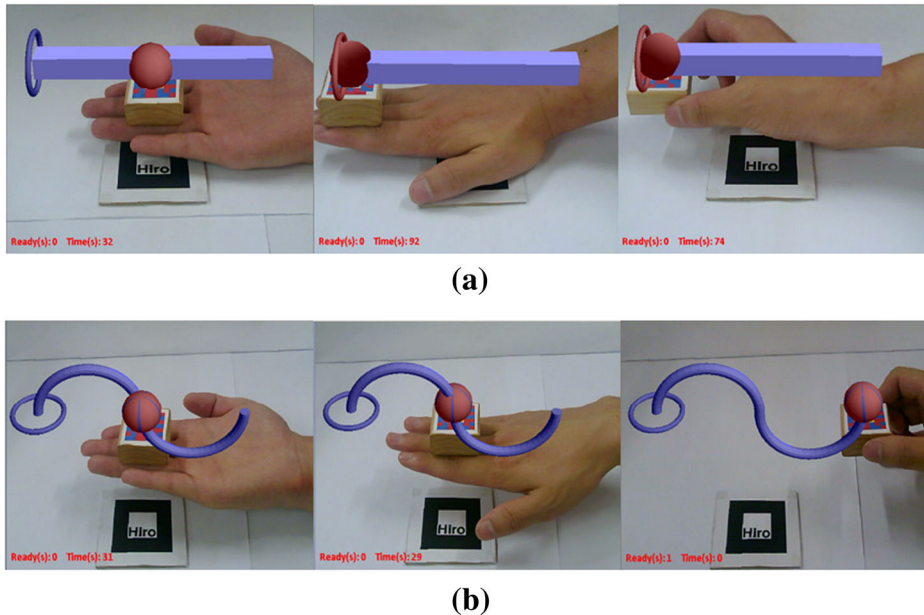 Hiro
Ready(s): 0 Time(s): 32
Ready(s): 0 Time(s): 92
Hiro
Ready(s): 0 Time(s): 74
(a)
Hiro
Ready(s): 0 Time(s): 31
Hiro
Ready(s): 0 Time(s): 29
Hiro
Ready(s): 1 Time(s): 0
(b)